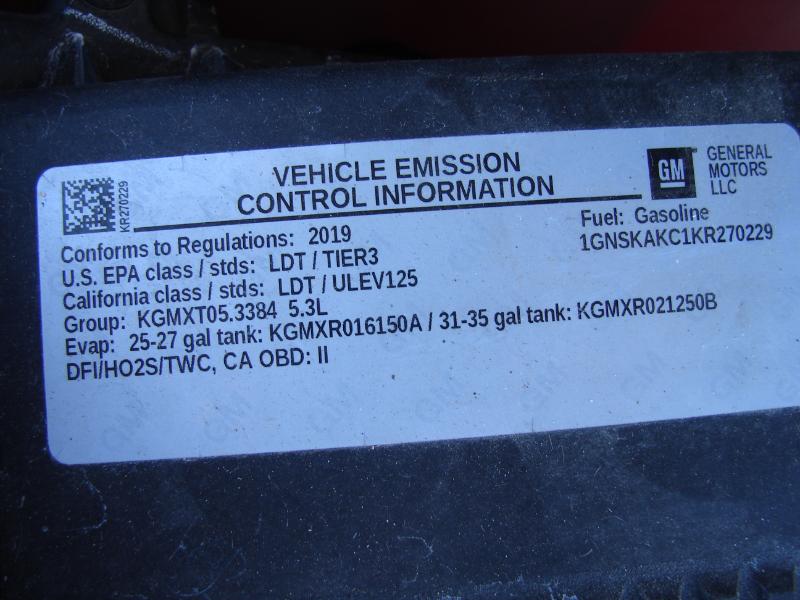 VEHICLE EMISSION
CONTROL INFORMATION
GM
GENERAL
MOTORS
LLC
KR270229
Fuel: Gasoline
1GNSKAKC1KR270229
Conforms to Regulations: 2019
U.S. EPA class / stds: LDT / TIER3
California class / stds: LDT / ULEV125
Group: KGMXT05.3384 5.3L
Evap: 25-27 gal tank: KGMXR016150A / 31-35 gal tank: KGMXR021250B
DFI/HO2S/TWC, CA OBD: II